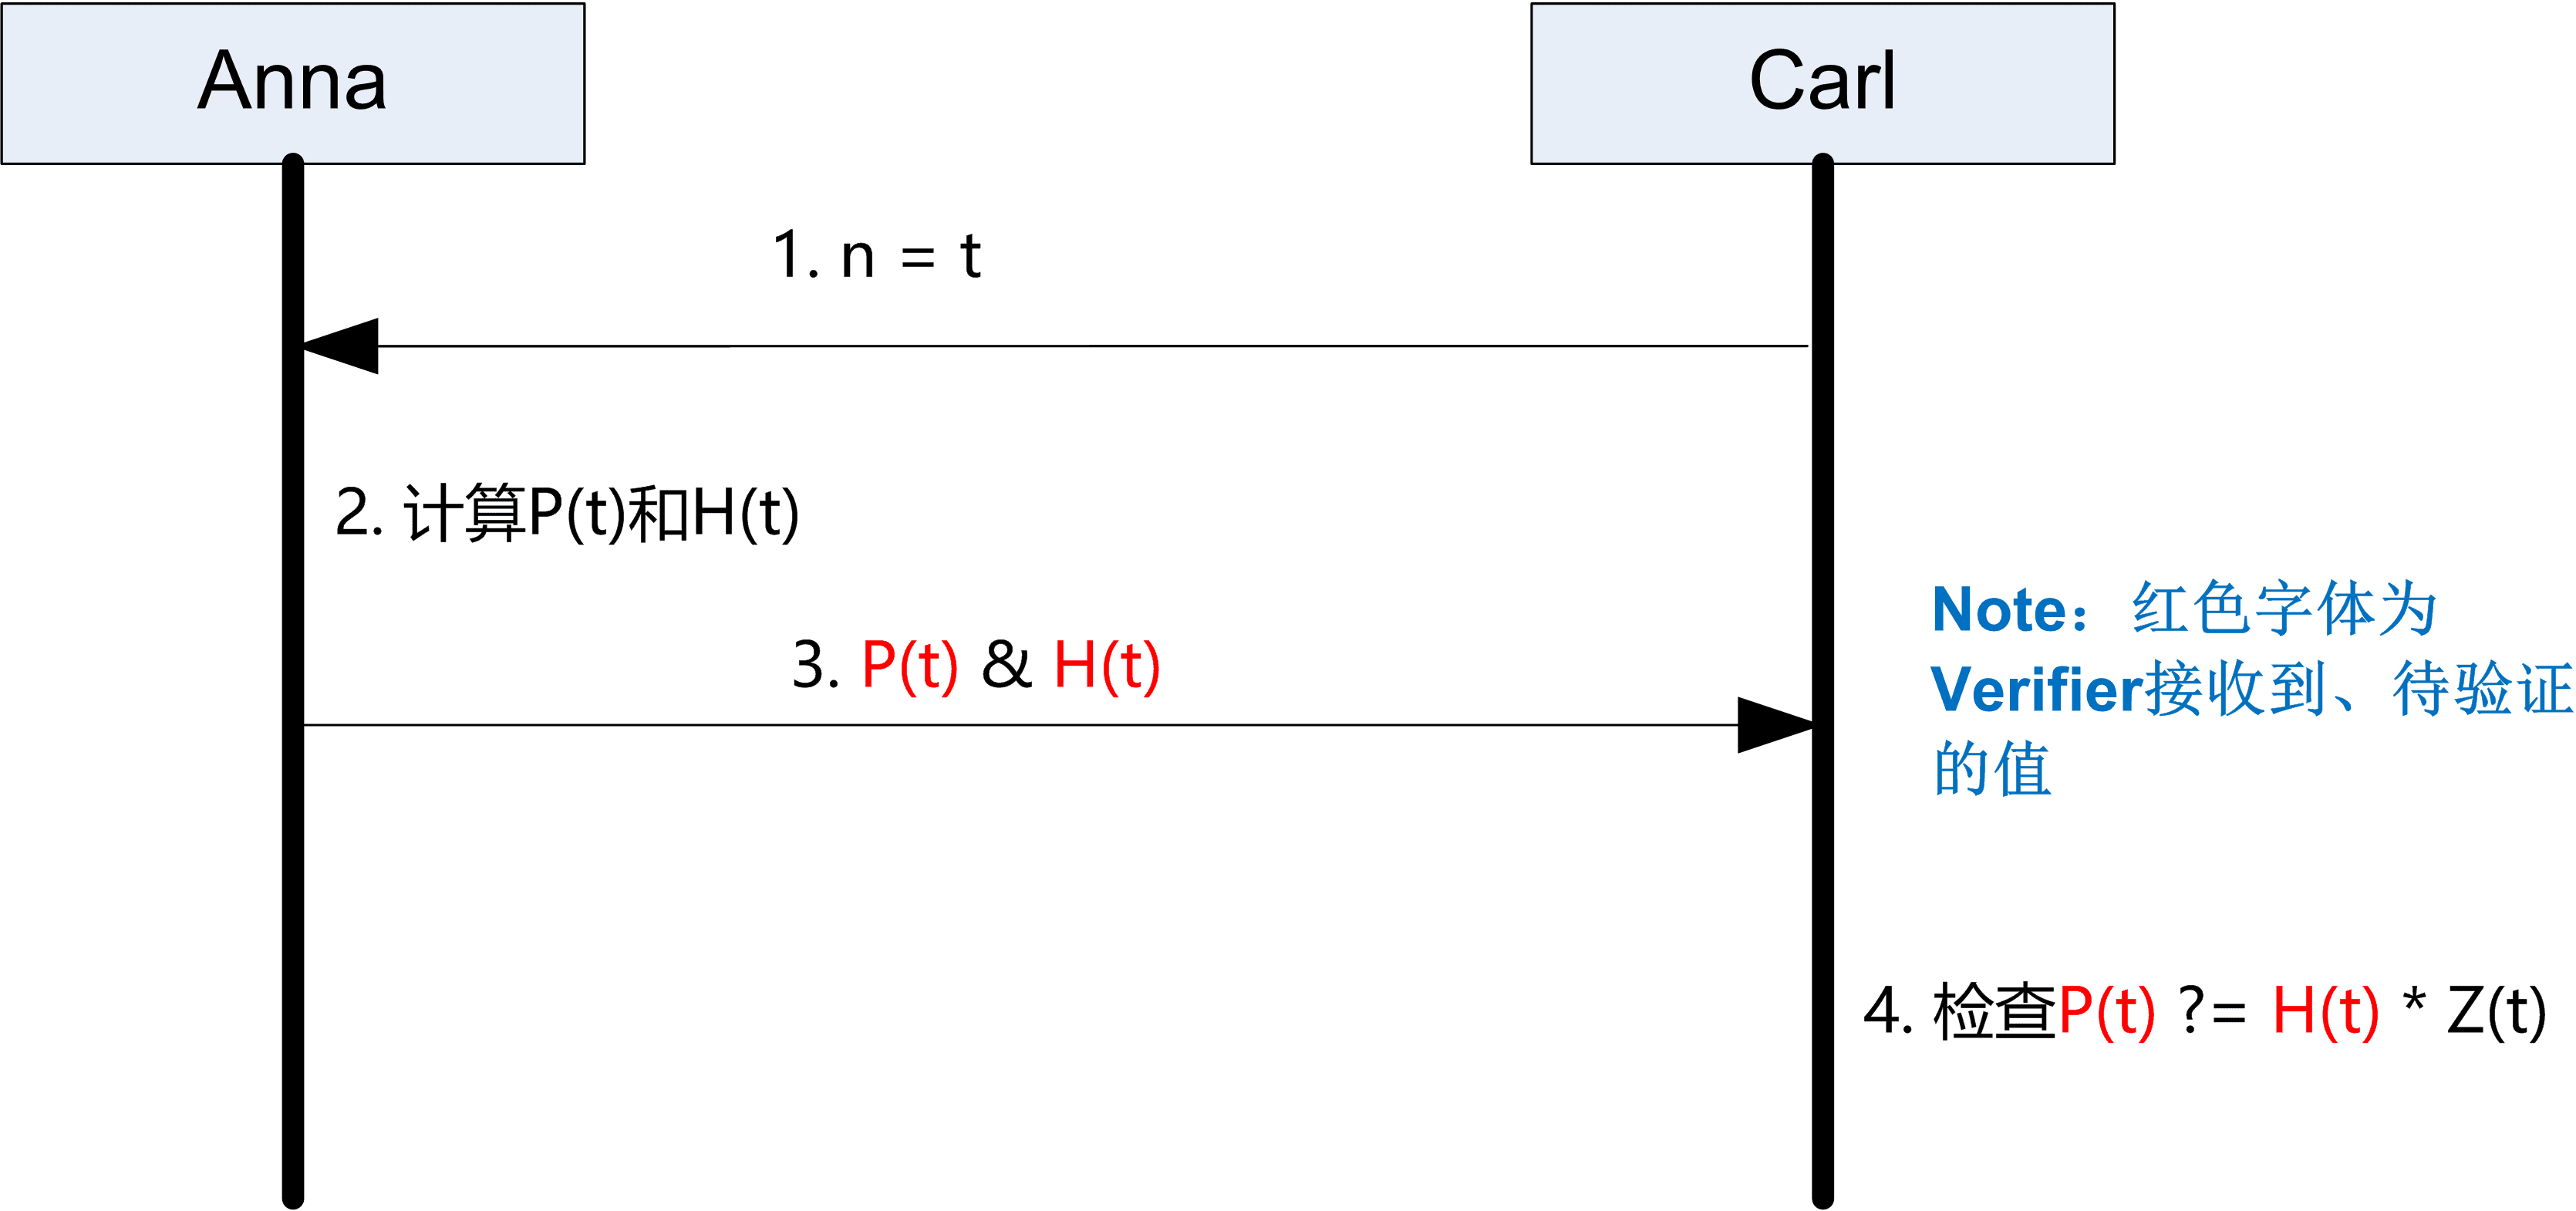 Anna
Carl
1. n = t
2. 计算P(t)和H(t)
3. P(t) & H(t)
Note：红色字体为
Verifier接收到、待验证
的值
4. 检查P(t) ?= H(t) * Z(t)